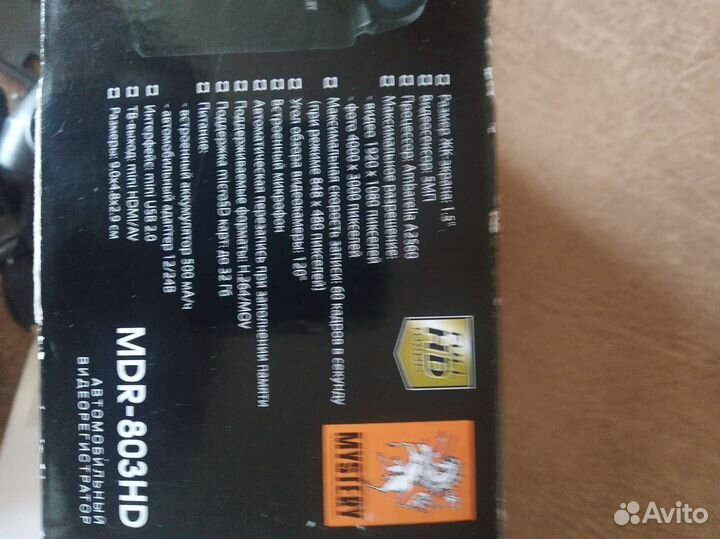 Размер ЖК экрана: 1.5"
Видеосенсор: 5МП
Процессор: Ambarella A2S60
Максимальное разрешение:
* видео 1920 x 1080 пикселей
* фото 4000 x 3000 пикселей
Максимальная скорость записи: 60 кадров в секунду
(при режиме 848 x 480 пикселей)
Угол обзора видеокамеры: 120°
Встроенный микрофон
Автоматическая перезапись при заполнении памяти
Поддерживаемые форматы: H.264/MOV
Поддержка microSD карт до 32 Гб
Питание:
* встроенный аккумулятор 500 мА/ч
* автомобильный адаптер 12/24В
Интерфейс: mini USB 2.0
ТВ-выход: mini HDMI/AV
Размеры: 9.0x4.8x2.9 см
FULL
HD
MYSTERY
MDR-803HD
АВТОМОБИЛЬНЫЙ
ВИДЕОРЕГИСТРАТОР
Avito